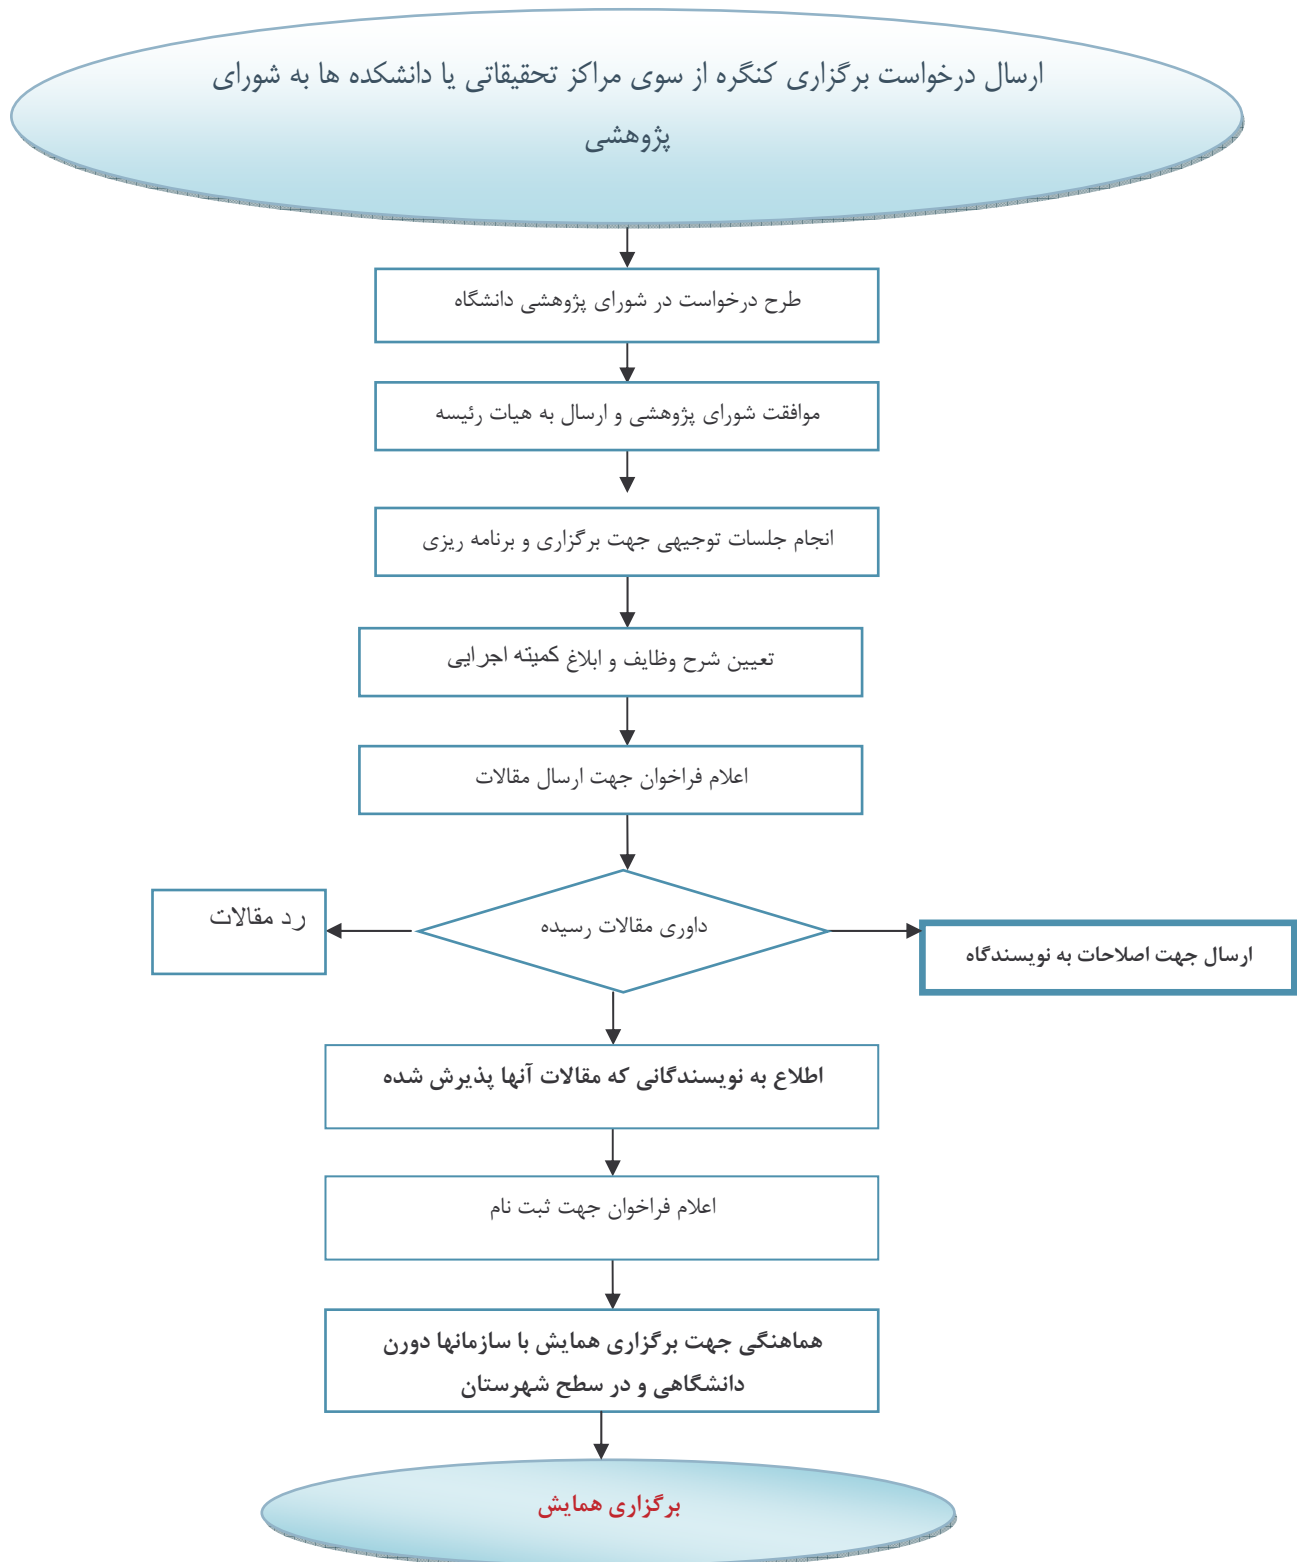 ارسال درخواست برگزاری کنگره از سوی مراکز تحقیقاتی یا دانشکده ها به شورای
پژوهشی
طرح درخواست در شورای پژوهشی دانشگاه
موافقت شورای پژوهشی و ارسال به هیات رئیسه
انجام جلسات توجیهی جهت برگزاری و برنامه ریزی
تعیین شرح وظایف و ابلاغ کمیته اجرایی
اعلام فراخوان جهت ارسال مقالات
داوری مقالات رسیده
رد مقالات
ارسال جهت اصلاحات به نویسندگاه
اطلاع به نویسندگانی که مقالات آنها پذیرش شده
اعلام فراخوان جهت ثبت نام
هماهنگی جهت برگزاری همایش با سازمانها دورن
دانشگاهی و در سطح شهرستان
برگزاری همایش